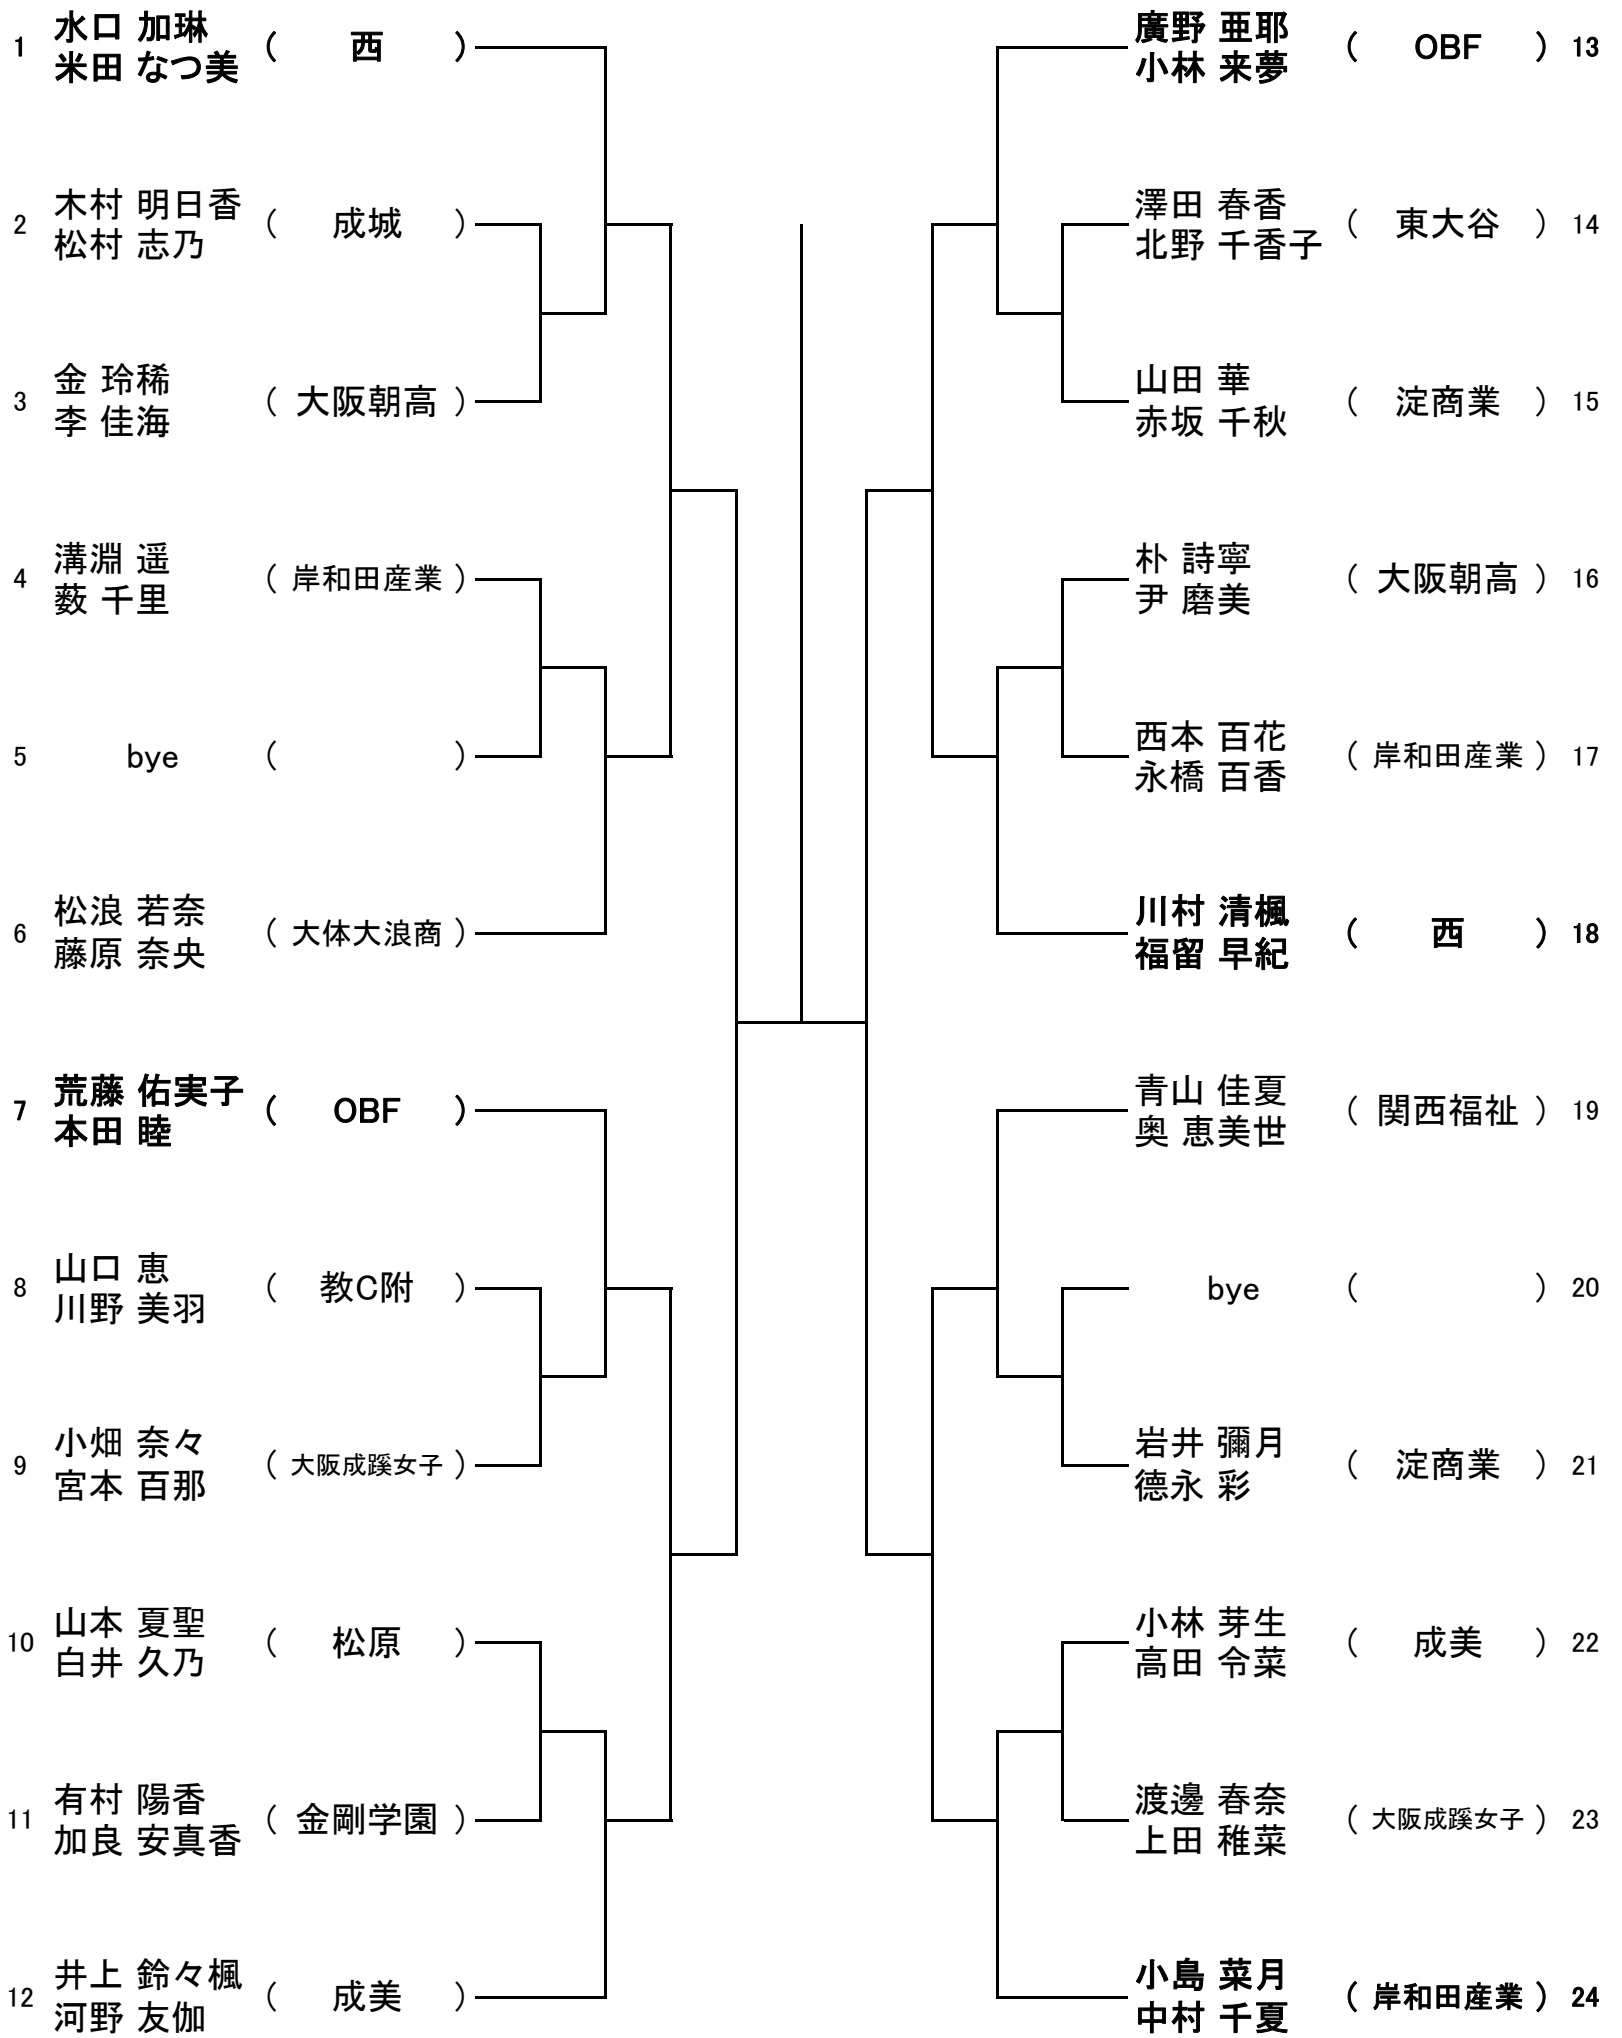 1 水口 加琳
米田 なつ美 ( 西 )
2 木村 明日香
松村 志乃 ( 成城 )
3 金 玲稀
李 佳海 ( 大阪朝高 )
4 溝淵 遥
薮 千里 ( 岸和田産業 )
5 bye ( )
6 松浪 若奈
藤原 奈央 ( 大体大浪商 )
7 荒藤 佑実子
本田 睦 ( OBF )
8 山口 恵
川野 美羽 ( 教C附 )
9 小畑 奈々
宮本 百那 ( 大阪成蹊女子 )
10 山本 夏聖
白井 久乃 ( 松原 )
11 有村 陽香
加良 安真香 ( 金剛学園 )
12 井上 鈴々楓
河野 友伽 ( 成美 )
廣野 亜耶
小林 来夢 ( OBF ) 13
澤田 春香
北野 千香子 ( 東大谷 ) 14
山田 華
赤坂 千秋 ( 淀商業 ) 15
朴 詩寧
尹 磨美 ( 大阪朝高 ) 16
西本 百花
永橋 百香 ( 岸和田産業 ) 17
川村 清楓
福留 早紀 ( 西 ) 18
青山 佳夏
奥 恵美世 ( 関西福祉 ) 19
bye ( ) 20
岩井 彌月
德永 彩 ( 淀商業 ) 21
小林 芽生
高田 令菜 ( 成美 ) 22
渡邊 春奈
上田 稚菜 ( 大阪成蹊女子 ) 23
小島 菜月
中村 千夏 ( 岸和田産業 ) 24